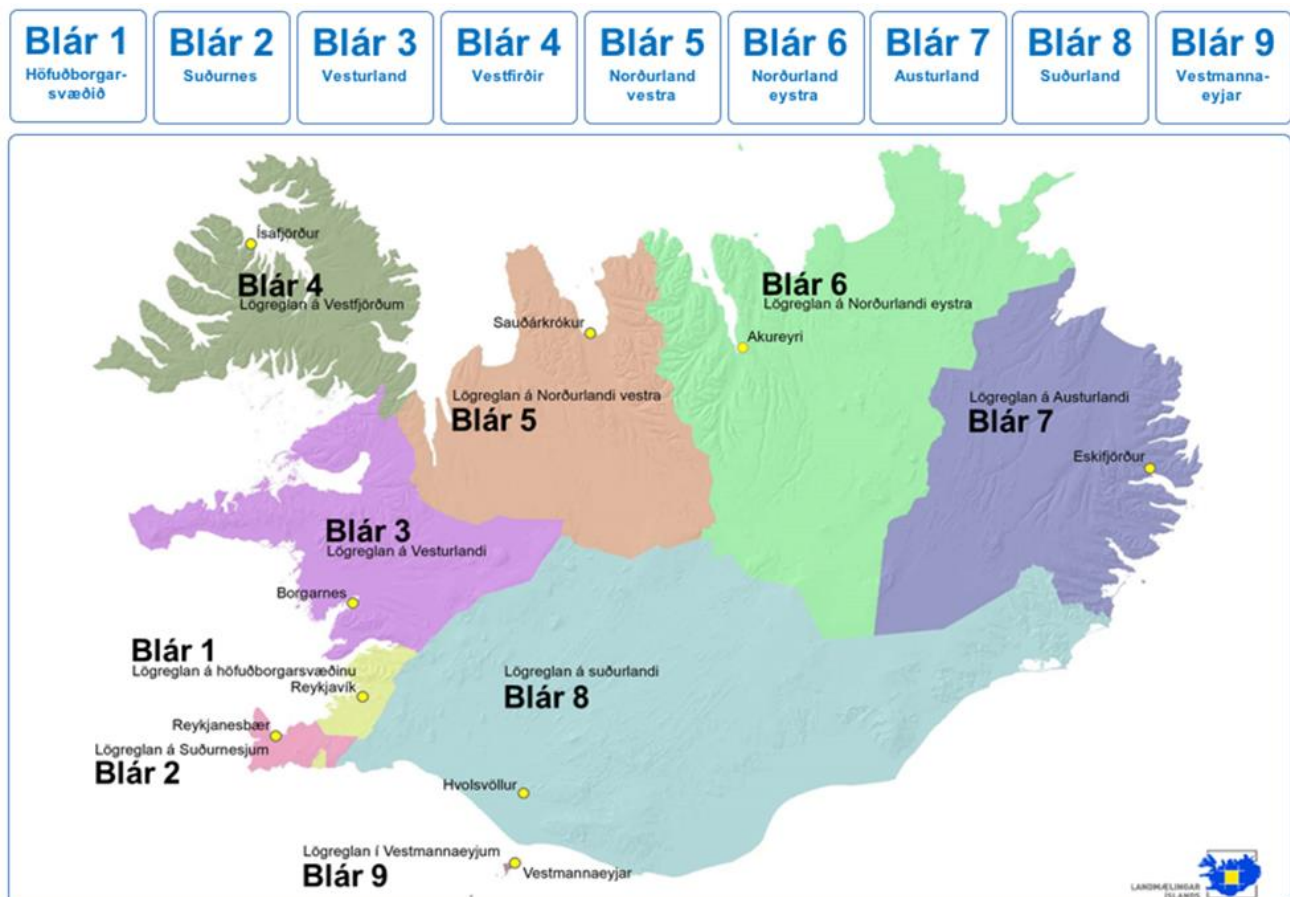 Blár 1
Höfuðborgar-
svæðið
Blár 2
Suðurnes
Blár 3
Vesturland
Blár 4
Vestfirðir
Blár 5
Norðurland
vestra
Blár 6
Norðurland
eystra
Blár 7
Austurland
Blár 8
Suðurland
Blár 9
Vestmanna-
eyjar
Ísafjörður
Blár 4
Lögreglan á Vestfjörðum
Blár 6
Lögreglan á Norðurlandi eystra
Sauðárkrókur
Akureyri
Lögreglan á Norðurlandi vestra
Blár 5
Lögreglan á Austurlandi
Blár 7
Eskifjörður
Blár 3
Lögreglan á Vesturlandi
Borgarnes
Blár 1
Lögreglan á höfuðborgarsvæðinu
Reykjavík
Lögreglan á suðurlandi
Blár 8
Reykjanesbær
Lögreglan á Suðurnesjum
Blár 2
Hvolsvöllur
Lögreglan í Vestmannaeyjum
Blár 9
Vestmannaeyjar
LANDMÆLINGAR
ÍSLANDS